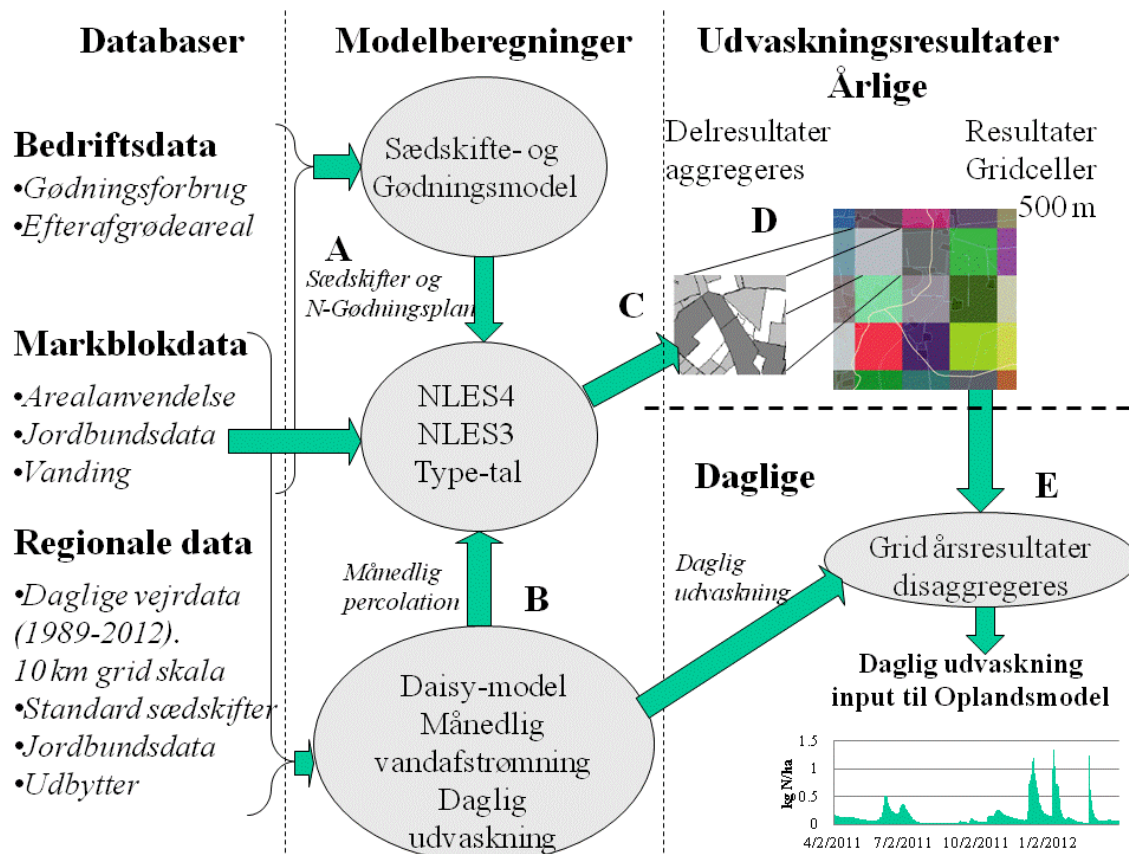 Databaser
Bedriftsdata
•Gødningsforbrug
•Efterafgrødeareal
Markblokdata
•Arealanvendelse
•Jordbundsdata
•Vanding
Regionale data
•Daglige vejrdata
(1989-2012).
10 km grid skala
•Standard sædskifter
•Jordbundsdata
•Udbytter
Modelberegninger
Sædskifte- og
Gødningsmodel
A
Sædskifter og
N-Gødningsplan
NLES4
NLES3
Type-tal
Månedlig
percolation
B
Daisy-model
Månedlig
vandafstrømning
Daglig
udvaskning
Udvaskningsresultater
Årlige
Delresultater
aggregeres
Resultater
Gridceller
500 m
C
D
Daglige
E
Daglig
udvaskning
Grid årsresultater
disaggregeres
Daglig udvaskning
input til Oplandsmodel
kg N/ha
1.5
1
0.5
0
4/2/2011 7/2/2011 10/2/2011 1/2/2012